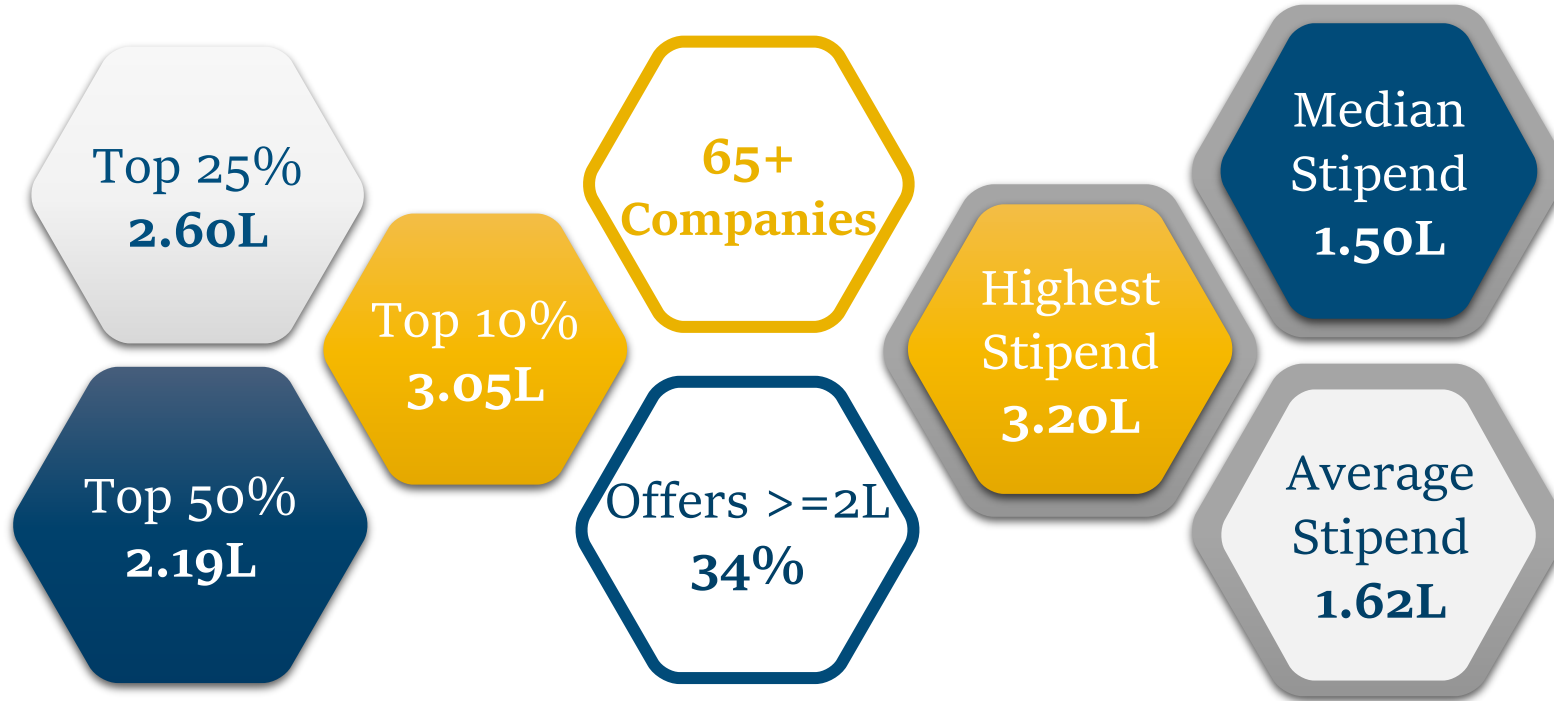 Top 25%
2.60L
Top 50%
2.19L
Top 10%
3.05L
65+
Companies
Offers >=2L
34%
Highest
Stipend
3.20L
Median
Stipend
1.50L
Average
Stipend
1.62L